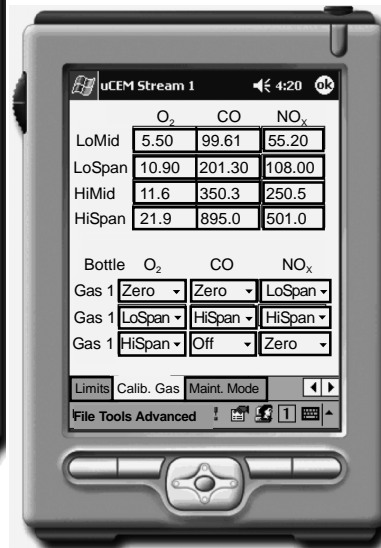 uCEM Stream 1 4:20 ok
O2 CO NOX
LoMid 5.50 99.61 55.20
LoSpan 10.90 201.30 108.00
HiMid 11.6 350.3 250.5
HiSpan 21.9 895.0 501.0
Bottle O2 CO NOX
Gas 1 Zero Zero LoSpan
Gas 1 LoSpan HiSpan HiSpan
Gas 1 HiSpan Off Zero
Limits Calib. Gas Maint. Mode
File Tools Advanced ! 1